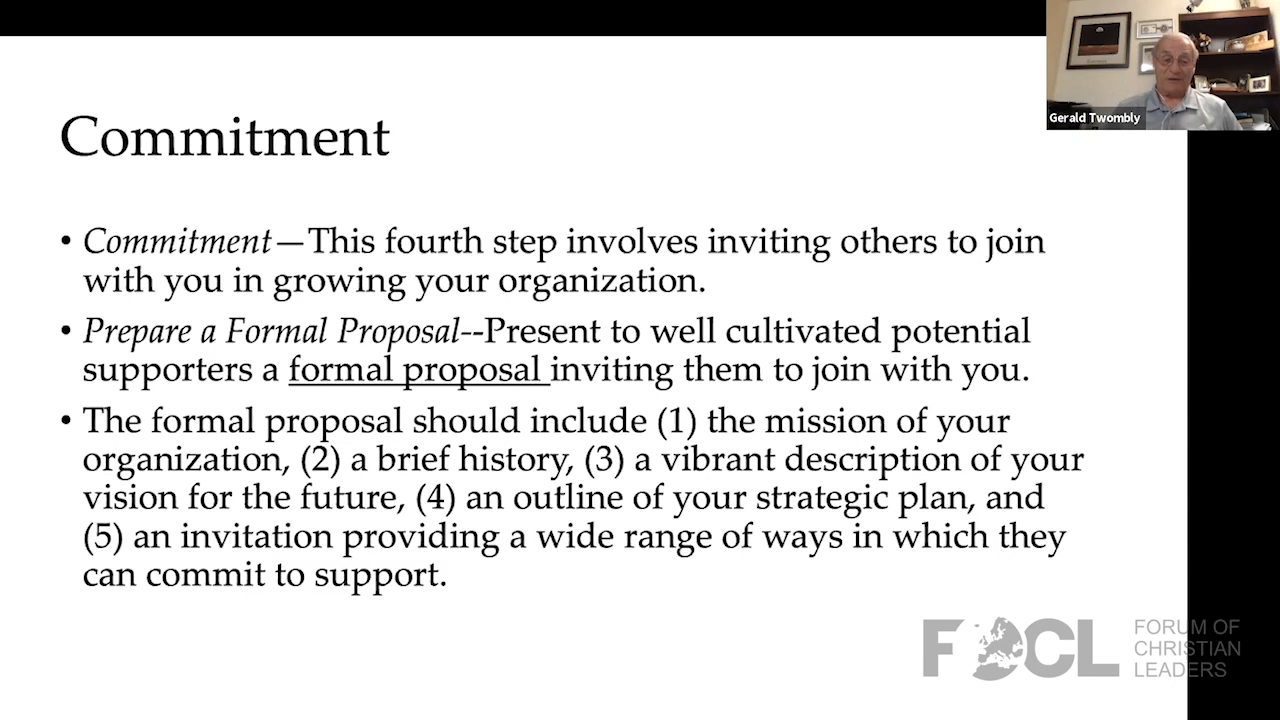 Gerald Twombly
Commitment
• Commitment—This fourth step involves inviting others to join
with you in growing your organization.
• Prepare a Formal Proposal--Present to well cultivated potential
supporters a formal proposal inviting them to join with you.
• The formal proposal should include (1) the mission of your
organization, (2) a brief history, (3) a vibrant description of your
vision for the future, (4) an outline of your strategic plan, and
(5) an invitation providing a wide range of ways in which they
can commit to support.
FOCL
FORUM OF
CHRISTIAN
LEADERS